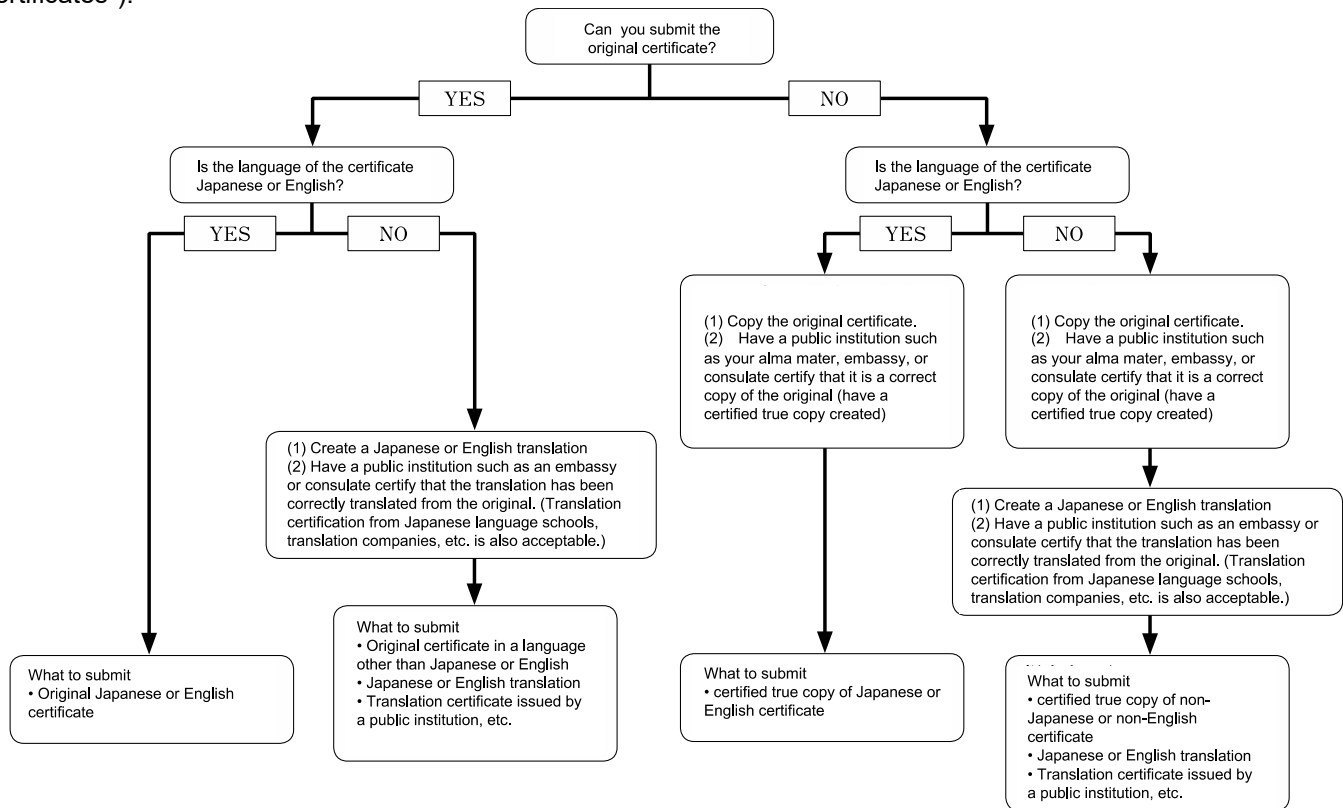 ertificates").
Can you submit the
original certificate?
YES
NO
Is the language of the certificate
Japanese or English?
Is the language of the certificate
Japanese or English?
YES
NO
YES
NO
(1) Copy the original certificate.
(2) Have a public institution such
as your alma mater, embassy, or
consulate certify that it is a correct
copy of the original (have a
certified true copy created)
(1) Copy the original certificate.
(2) Have a public institution such
as your alma mater, embassy, or
consulate certify that it is a correct
copy of the original (have a
certified true copy created)
(1) Create a Japanese or English translation
(2) Have a public institution such as an embassy
or consulate certify that the translation has been
correctly translated from the original. (Translation
certification from Japanese language schools,
translation companies, etc. is also acceptable.)
(1) Create a Japanese or English translation
(2) Have a public institution such as an embassy or
consulate certify that the translation has been
correctly translated from the original. (Translation
certification from Japanese language schools,
translation companies, etc. is also acceptable.)
What to submit
• Original Japanese or English
certificate
What to submit
• Original certificate in a language
other than Japanese or English
• Japanese or English translation
• Translation certificate issued by
a public institution, etc.
What to submit
• certified true copy of Japanese or
English certificate
What to submit
• certified true copy of non-
Japanese or non-English
certificate
• Japanese or English translation
• Translation certificate issued by
a public institution, etc.